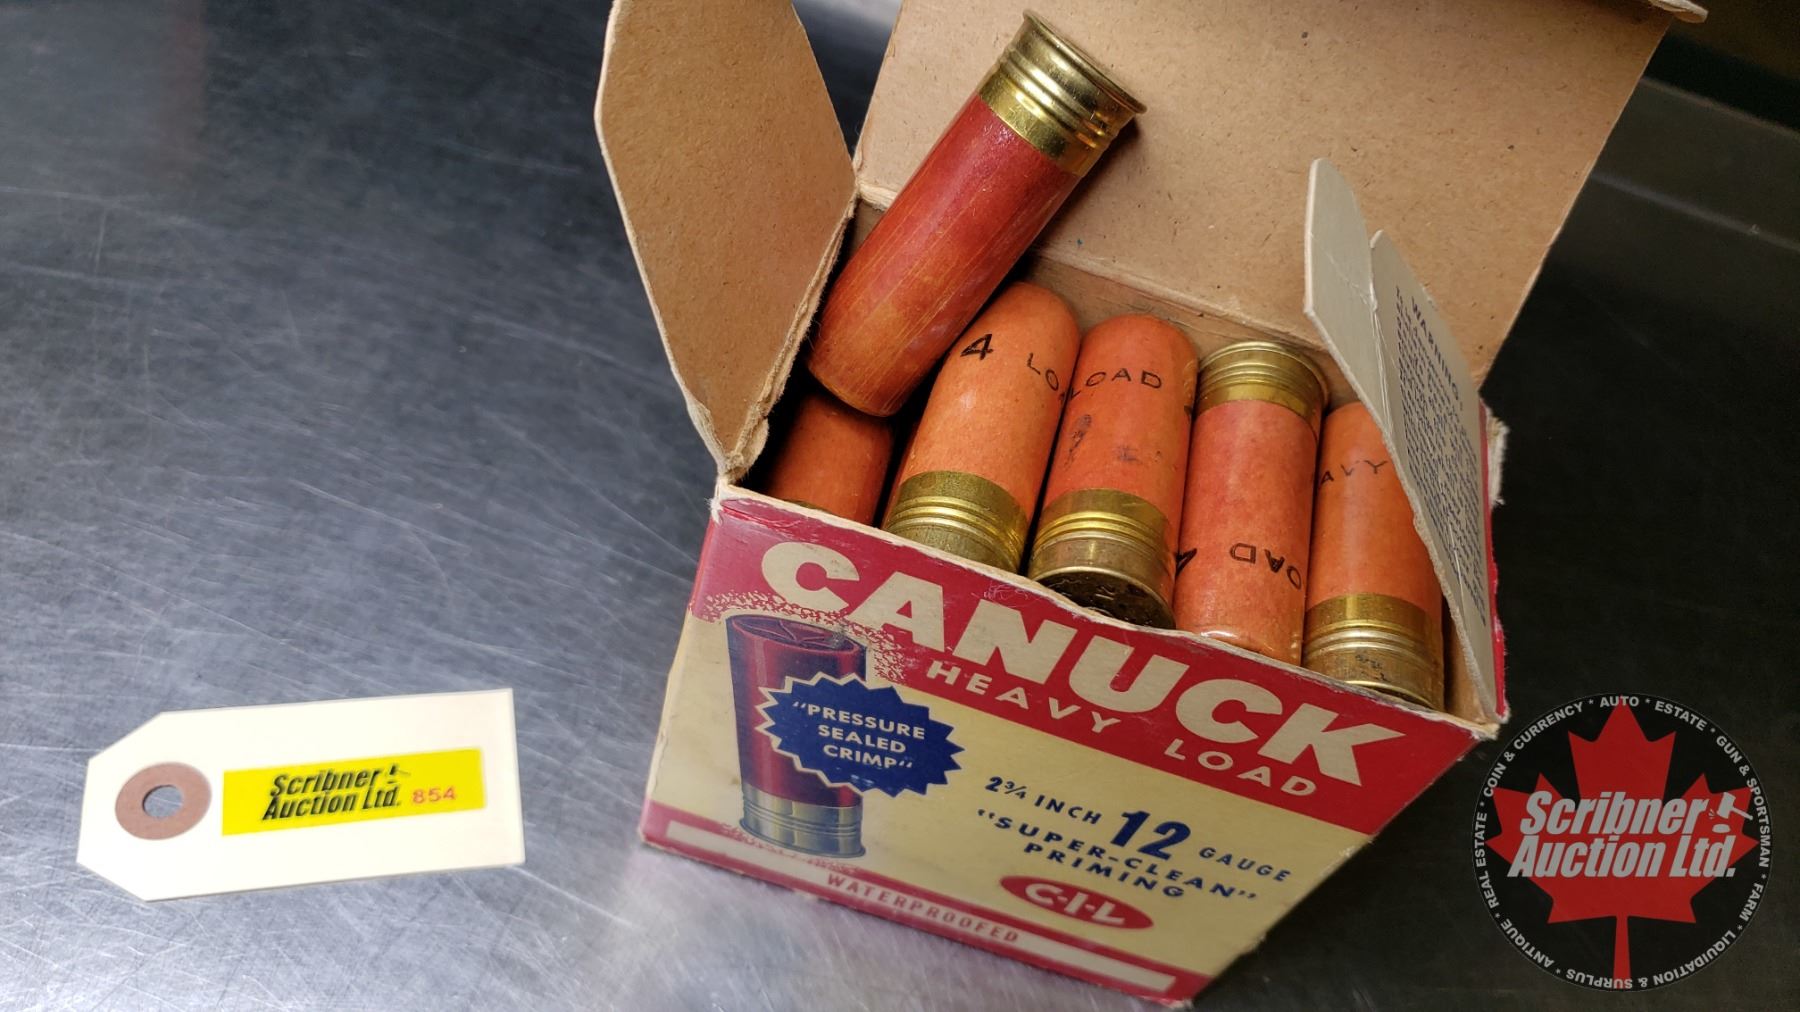 4 LO
LOAD
AVY
LOAD 4
WARNING
CANUCK
HEAVY LOAD
"PRESSURE
SEALED
CRIMP"
2¾ INCH 12 GAUGE
"SUPER-CLEAN"
PRIMING
C-I-L
WATERPROOFED
Scribner
Auction Ltd. 854
Scribner
Auction Ltd.
REAL ESTATE * COIN & CURRENCY * AUTO * ESTATE * GUN & SPORTSMAN * FARM * LIQUIDATION & SURPLUS * ANTIQUE *